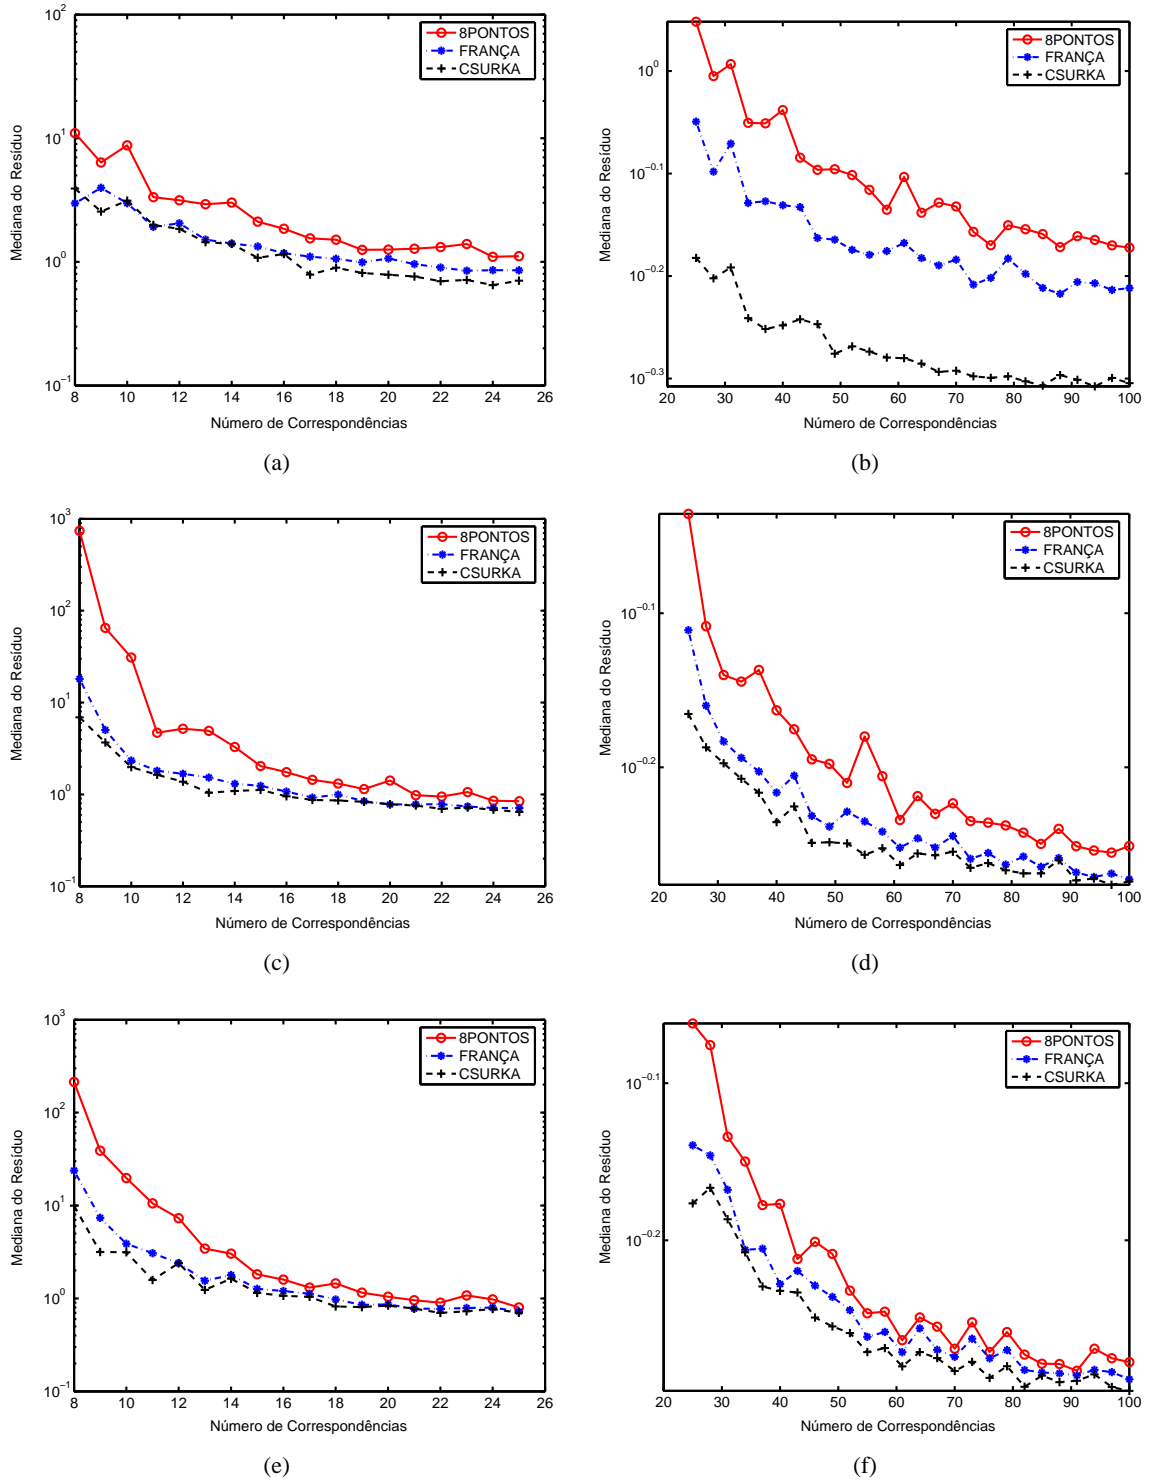 10^2
10^1
10^0
10^−1
8 10 12 14 16 18 20 22 24 26
Mediana do Resíduo
Número de Correspondências
8PONTOS
FRANÇA
CSURKA
(a)
10^0
10^−0.1
10^−0.2
10^−0.3
20 30 40 50 60 70 80 90 100
Mediana do Resíduo
Número de Correspondências
8PONTOS
FRANÇA
CSURKA
(b)
10^3
10^2
10^1
10^0
10^−1
8 10 12 14 16 18 20 22 24 26
Mediana do Resíduo
Número de Correspondências
8PONTOS
FRANÇA
CSURKA
(c)
10^−0.1
10^−0.2
20 30 40 50 60 70 80 90 100
Mediana do Resíduo
Número de Correspondências
8PONTOS
FRANÇA
CSURKA
(d)
10^3
10^2
10^1
10^0
10^−1
8 10 12 14 16 18 20 22 24 26
Mediana do Resíduo
Número de Correspondências
8PONTOS
FRANÇA
CSURKA
(e)
10^−0.1
10^−0.2
20 30 40 50 60 70 80 90 100
Mediana do Resíduo
Número de Correspondências
8PONTOS
FRANÇA
CSURKA
(f)